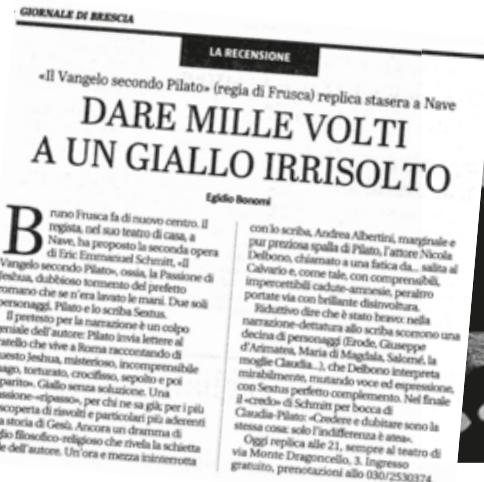 GIORNALE DI BRESCIA
LA RECENSIONE
«Il Vangelo secondo Pilato» (regia di Frusca) replica stasera a Nave
DARE MILLE VOLTI
A UN GIALLO IRRISOLTO
Egidio Bonomi
Bruno Frusca fa di nuovo centro. Il
regista, nel suo teatro di casa, a
Nave, ha proposto la seconda opera
di Eric Emmanuel Schmitt, «Il
Vangelo secondo Pilato», ossia, la Passione di
Jeshua, dubbioso tormento del prefetto
romano che se n'era lavato le mani. Due soli
personaggi, Pilato e lo scriba Sextus.
Il pretesto per la narrazione è un colpo
geniale dell'autore: Pilato invia lettere al
fratello che vive a Roma raccontando di
questo Jeshua, misterioso, incomprensibile
mago, torturato, crocifisso, sepolto e poi
sparito». Giallo senza soluzione. Una
ssione-«ripasso», per chi ne sa già; per i più
scoperta di risvolti e particolari più aderenti
a storia di Gesù. Ancora un dramma di
glio filosofico-religioso che rivela la schietta
e dell'autore. Un'ora e mezza ininterrotta
con lo scriba, Andrea Albertini, marginale e
pur preziosa spalla di Pilato, l'attore Nicola
Delbono, chiamato a una fatica da... salita al
Calvario e, come tale, con comprensibili,
impercettibili cadute-amnesie, peraltro
portate via con brillante disinvoltura.
Riduttivo dire che è stato bravo: nella
narrazione-dettatura allo scriba scorrono una
decina di personaggi (Erode, Giuseppe
d'Arimatea, Maria di Magdala, Salomé, la
moglie Claudia...), che Delbono interpreta
mirabilmente, mutando voce ed espressione,
con Sextus perfetto complemento. Nel finale
il «credo» di Schmitt per bocca di
Claudia-Pilato: «Credere e dubitare sono la
stessa cosa: solo l'indifferenza è atea».
Oggi replica alle 21, sempre al teatro di
via Monte Dragoncello, 3. Ingresso
gratuito, prenotazioni allo 030/2530374.